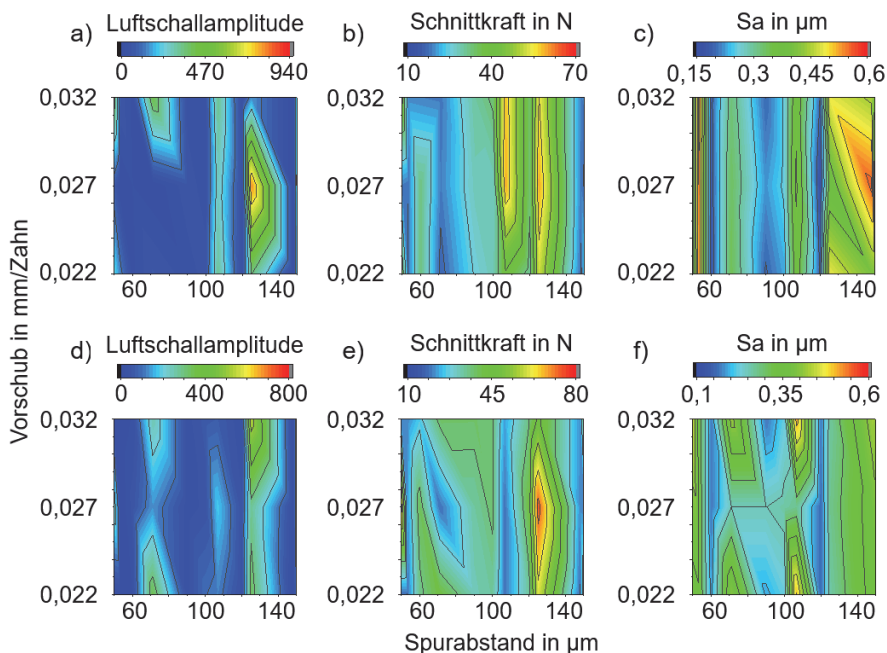 a) Luftschallamplitude
0 470 940
b) Schnittkraft in N
10 40 70
c) Sa in µm
0,15 0,3 0,45 0,6
Vorschub in mm/Zahn
0,032
0,027
0,022
60 100 140
0,032
0,027
0,022
60 100 140
0,032
0,027
0,022
60 100 140
d) Luftschallamplitude
0 400 800
e) Schnittkraft in N
10 45 80
f) Sa in µm
0,1 0,35 0,6
0,032
0,027
0,022
60 100 140
0,032
0,027
0,022
60 100 140
0,032
0,027
0,022
60 100 140
Spurabstand in µm